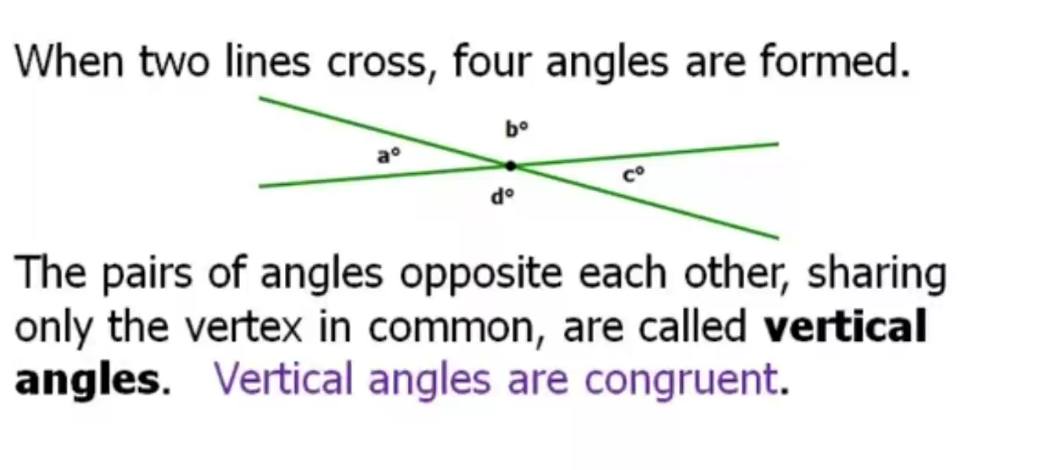 When two lines cross, four angles are formed.
b°
a°
c°
d°
The pairs of angles opposite each other, sharing
only the vertex in common, are called vertical
angles. Vertical angles are congruent.